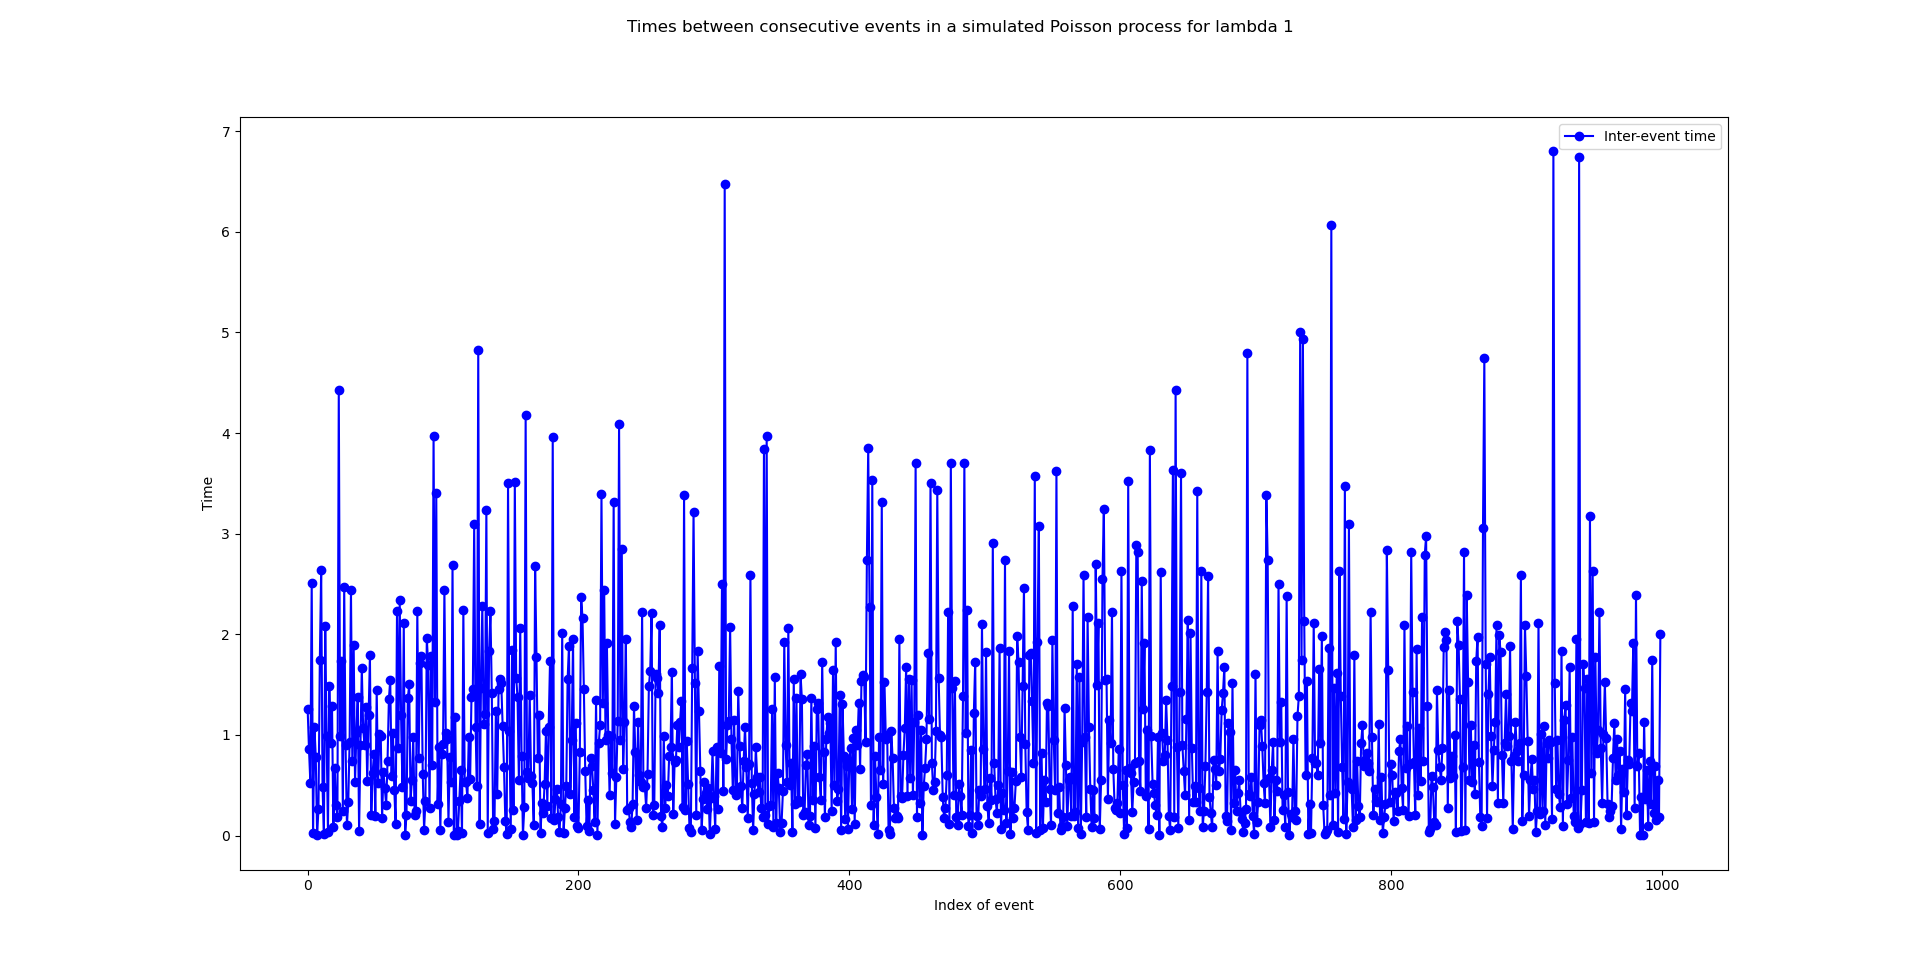 Times between consecutive events in a simulated Poisson process for lambda 1
Inter-event time
7
6
5
4
3
2
1
0
Time
0 200 400 600 800 1000
Index of event